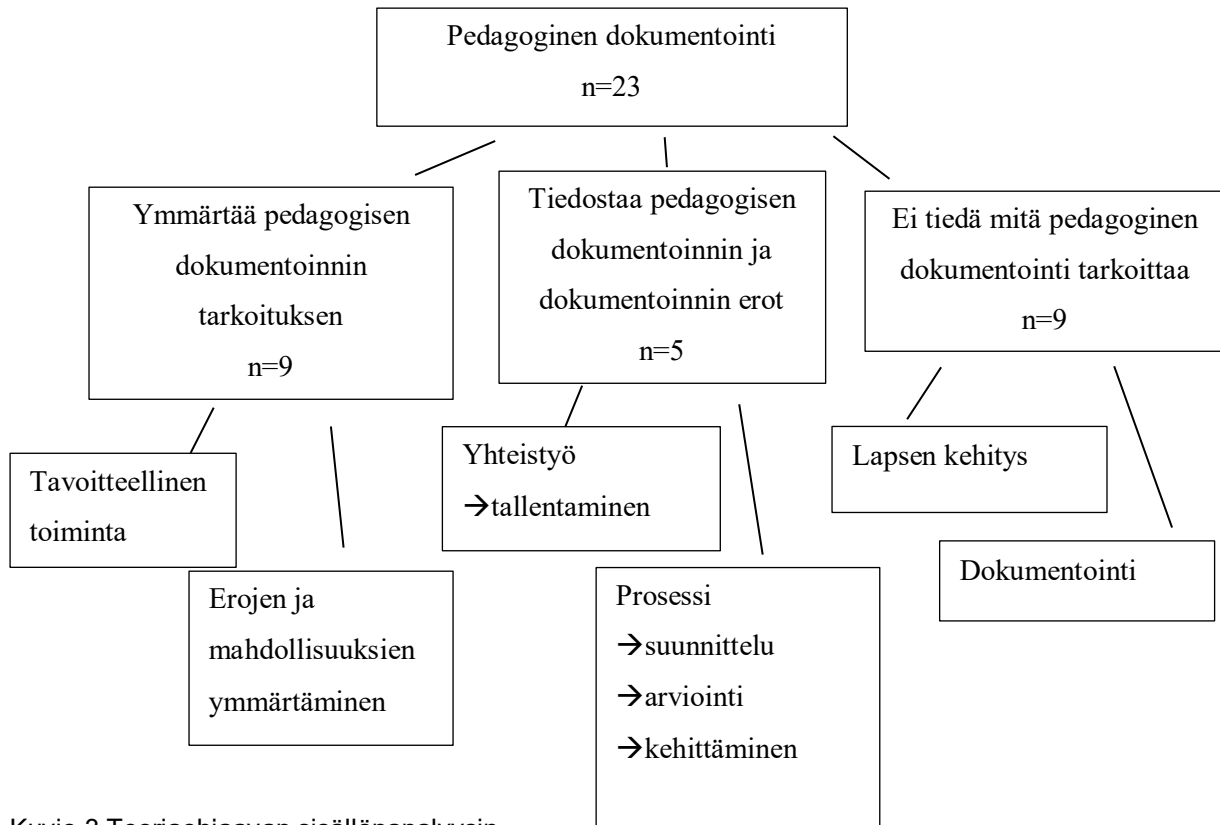 Pedagoginen dokumentointi
n=23
Ymmärtää pedagogisen
dokumentoinnin
tarkoituksen
n=9
Tiedostaa pedagogisen
dokumentoinnin ja
dokumentoinnin erot
n=5
Ei tiedä mitä pedagoginen
dokumentointi tarkoittaa
n=9
Tavoitteellinen
toiminta
Erojen ja
mahdollisuuksien
ymmärtäminen
Yhteistyö
→tallentaminen
Prosessi
→suunnittelu
→arviointi
→kehittäminen
Lapsen kehitys
Dokumentointi